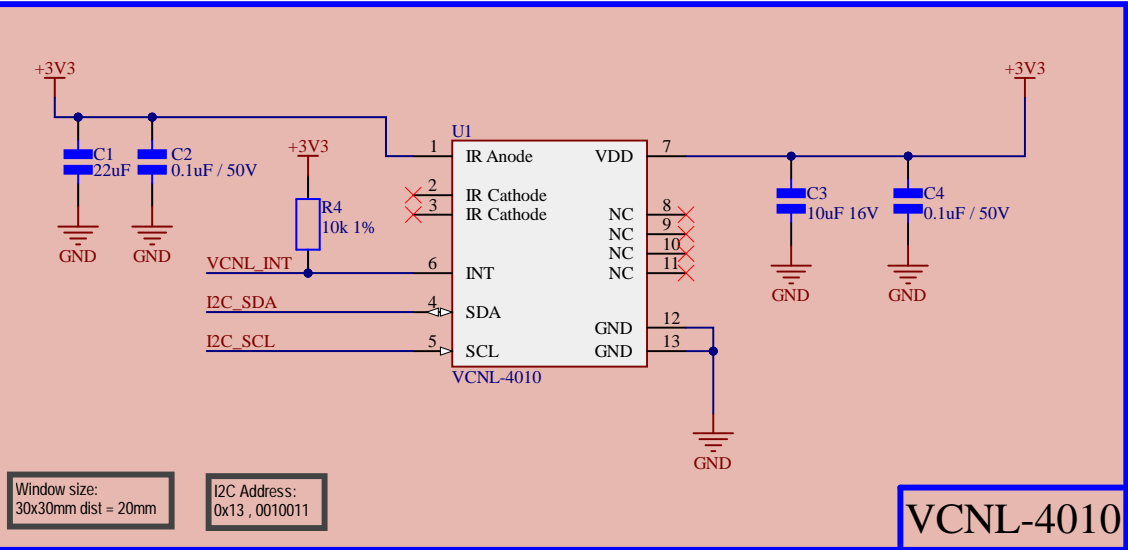 +3V3
+3V3
C1
22uF
C2
0.1uF / 50V
GND
GND
+3V3
R4
10k 1%
VCNL_INT
I2C_SDA
I2C_SCL
U1
1
IR Anode
2
IR Cathode
3
IR Cathode
6
INT
4
SDA
5
SCL
VDD
7
NC
8
NC
9
NC
10
NC
11
GND
12
GND
13
VCNL-4010
C3
10uF 16V
C4
0.1uF / 50V
GND
GND
GND
Window size:
30x30mm dist = 20mm
I2C Address:
0x13 , 0010011
VCNL-4010